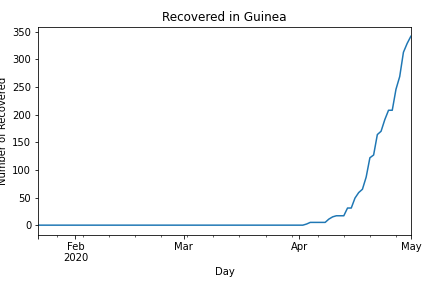 Recovered in Guinea
350
300
250
200
150
100
50
0
Number of Recovered
Feb
2020
Mar
Apr
May
Day